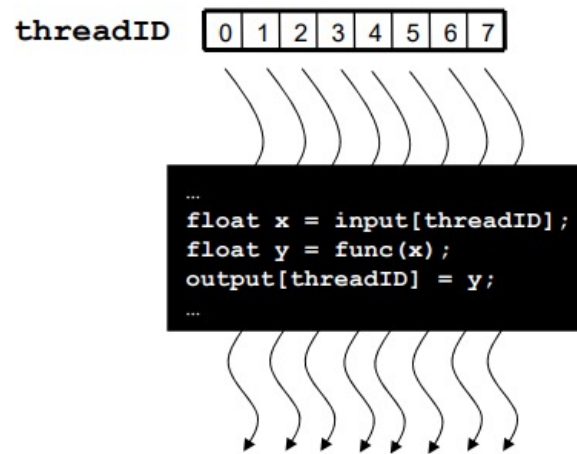 threadID 0 1 2 3 4 5 6 7
…
float x = input[threadID];
float y = func(x);
output[threadID] = y;
…